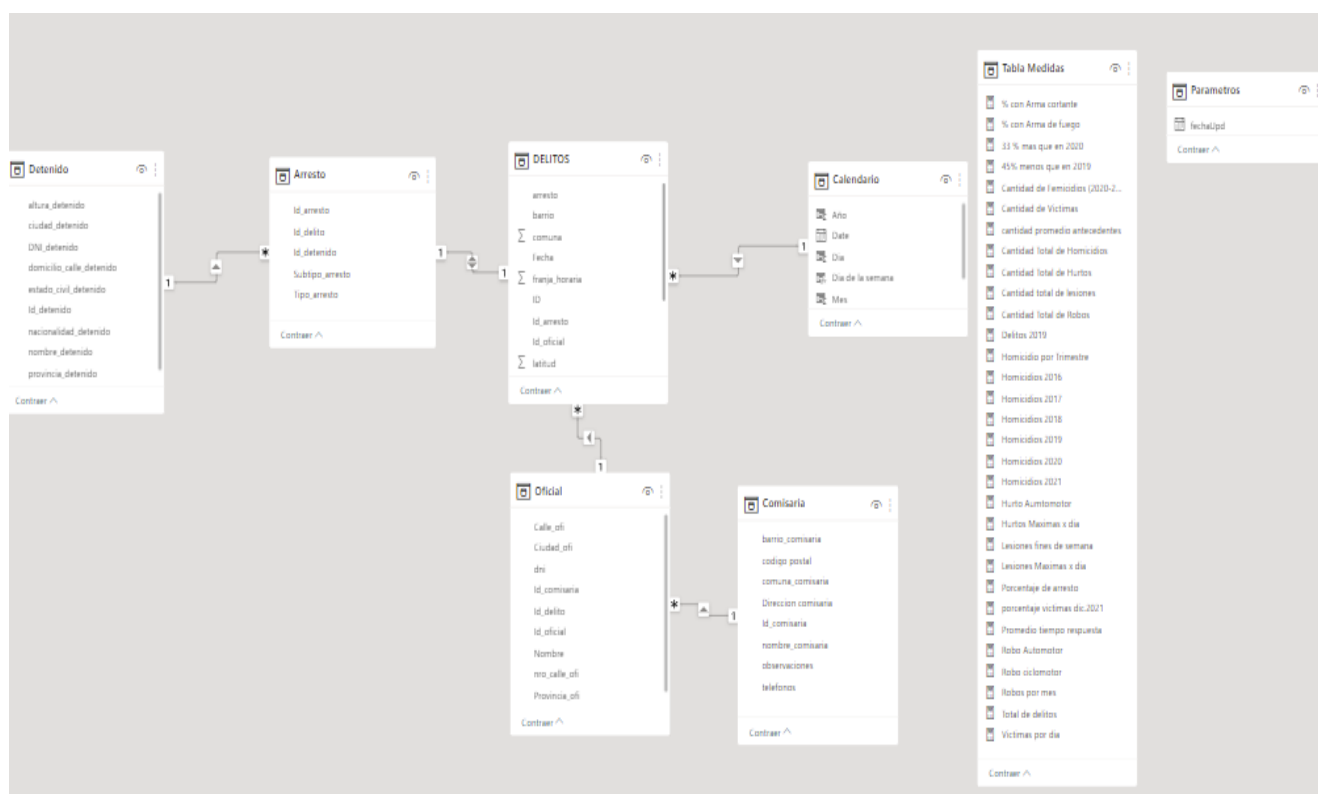 Detenido
altura_detenido
ciudad_detenido
DNI_detenido
domicilio_calle_detenido
estado_civil_detenido
Id_detenido
nacionalidad_detenido
nombre_detenido
provincia_detenido
Contraer
1
*
Arresto
Id_arresto
Id_delito
Id_detenido
Subtipo_arresto
Tipo_arresto
Contraer
1
1
DELITOS
arresto
barrio
Σ comuna
Fecha
Σ franja_horaria
ID
Id_arresto
Id_oficial
Σ latitud
Contraer
*
1
Calendario
Año
Date
Dia
Dia de la semana
Mes
Contraer
*
1
Oficial
Calle_ofi
Ciudad_ofi
dni
Id_comisaria
Id_delito
Id_oficial
Nombre
nro_calle_ofi
Provincia_ofi
Contraer
*
1
Comisaria
barrio_comisaria
codigo postal
comuna_comisaria
Direccion comisaria
Id_comisaria
nombre_comisaria
observaciones
telefonos
Contraer
Tabla Medidas
% con Arma cortante
% con Arma de fuego
33 % mas que en 2020
45% menos que en 2019
Cantidad de Femicidios (2020-2...
Cantidad de Victimas
cantidad promedio antecedentes
Cantidad Total de Homicidios
Cantidad Total de Hurtos
Cantidad total de lesiones
Cantidad Total de Robos
Delitos 2019
Homicidio por Trimestre
Homicidios 2016
Homicidios 2017
Homicidios 2018
Homicidios 2019
Homicidios 2020
Homicidios 2021
Hurto Aumtomotor
Hurtos Maximas x dia
Lesiones fines de semana
Lesiones Maximas x dia
Porcentaje de arresto
porcentaje victimas dic.2021
Promedio tiempo respuesta
Robo Automotor
Robo ciclomotor
Robos por mes
Total de delitos
Victimas por dia
Contraer
Parametros
fechaUpd
Contraer